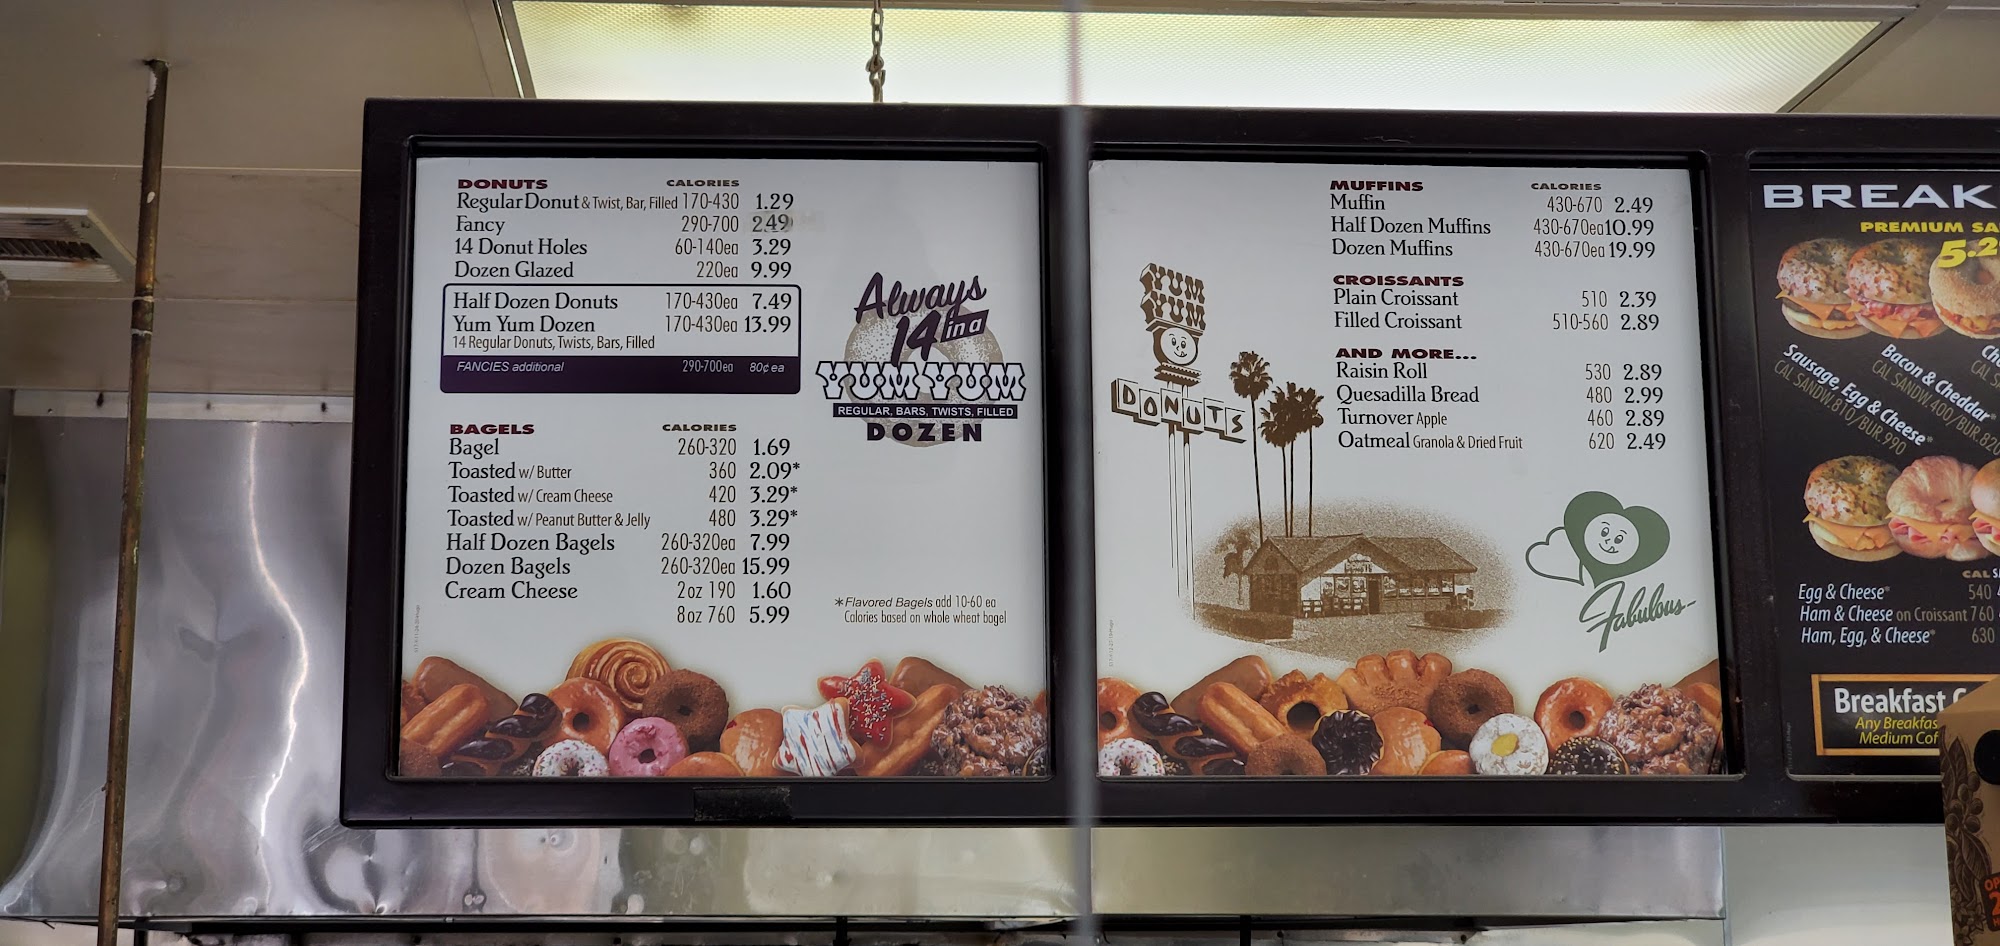 DONUTS CALORIES
Regular Donut & Twist, Bar, Filled 170-430 1.29
Fancy 290-700 2.49
14 Donut Holes 60-140ea 3.29
Dozen Glazed 220ea 9.99
Half Dozen Donuts 170-430ea 7.49
Yum Yum Dozen 170-430ea 13.99
14 Regular Donuts, Twists, Bars, Filled
FANCIES additional 290-700ea 80¢ ea
BAGELS CALORIES
Bagel 260-320 1.69
Toasted w/ Butter 360 2.09*
Toasted w/ Cream Cheese 420 3.29*
Toasted w/ Peanut Butter & Jelly 480 3.29*
Half Dozen Bagels 260-320ea 7.99
Dozen Bagels 260-320ea 15.99
Cream Cheese 2oz 190 1.60
8oz 760 5.99
Always
14 in a
YUM YUM
REGULAR, BARS, TWISTS, FILLED
DOZEN
*Flavored Bagels add 10-60 ea
Calories based on whole wheat bagel
YUM
YUM
DONUTS
MUFFINS CALORIES
Muffin 430-670 2.49
Half Dozen Muffins 430-670ea 10.99
Dozen Muffins 430-670ea 19.99
CROISSANTS
Plain Croissant 510 2.39
Filled Croissant 510-560 2.89
AND MORE...
Raisin Roll 530 2.89
Quesadilla Bread 480 2.99
Turnover Apple 460 2.89
Oatmeal Granola & Dried Fruit 620 2.49
Fabulous
BREAK
PREMIUM SA
5.2
Sausage, Egg & Cheese*
CAL SANDW. 610/BUR. 990
Bacon & Cheddar*
CAL SANDW. 400/BUR. 820
CAL S
Egg & Cheese* 540
Ham & Cheese on Croissant 760
Ham, Egg, & Cheese* 630
Breakfast
Any Breakfas
Medium Cof